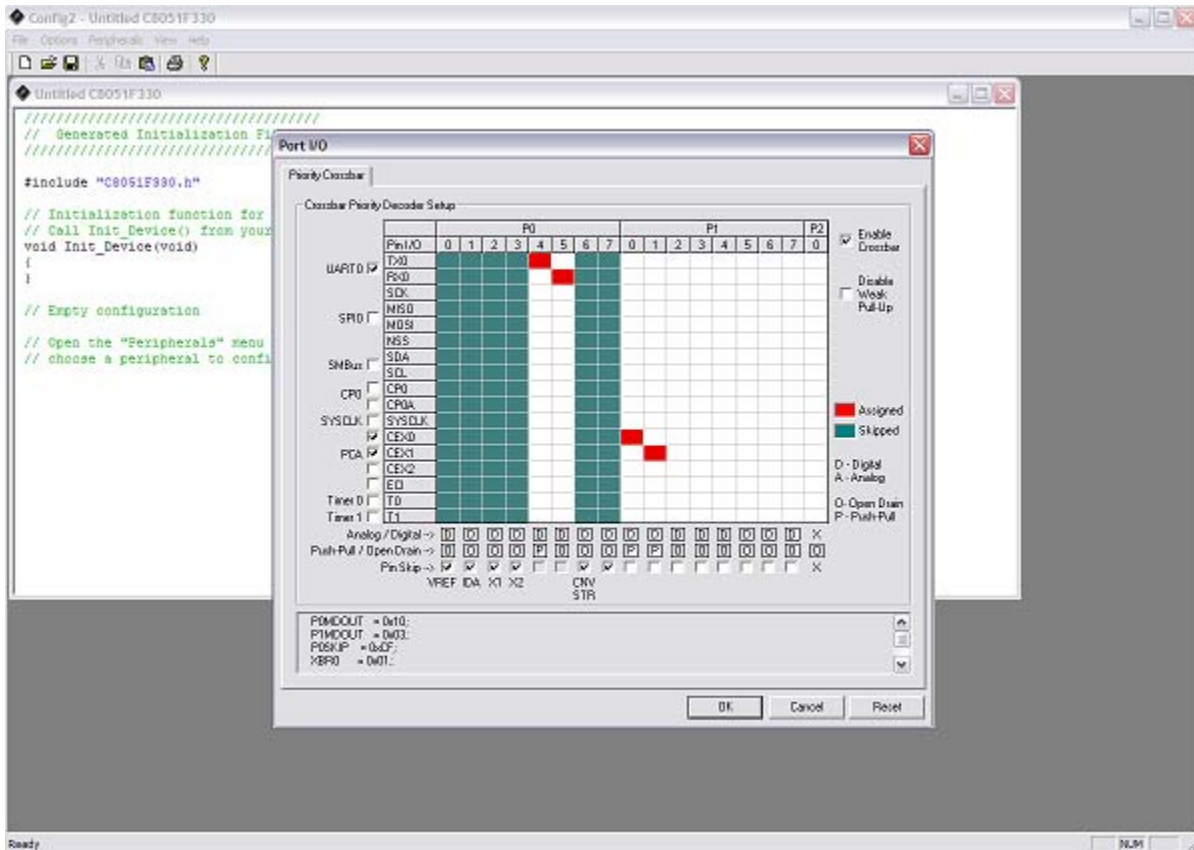 Config2 - Untitled C8051F330
File Options Peripherals View Help
Untitled C8051F330
/////////////////////////////////////
// Generated Initialization Fi
///////////////////////////////
#include "C8051F330.h"
// Initialization function for
// Call Init_Device() from your
void Init_Device(void)
{
}
// Empty configuration
// Open the "Peripherals" menu
// choose a peripheral to confi
Port I/O
Priority Crossbar
Crossbar Priority Decoder Setup
P0 P1 P2
Pin I/O 0 1 2 3 4 5 6 7 0 1 2 3 4 5 6 7 0
UART0 TX0
RX0
SCK
SPI0 MISO
MOSI
NSS
SMBus SDA
SCL
CP0 CP0
CP0A
SYSCLK SYSCLK
CEX0
PCA CEX1
CEX2
ECI
Timer 0 T0
Timer 1 T1
Enable Crossbar
Disable Weak Pull-Up
Assigned
Skipped
D - Digital
A - Analog
O- Open Drain
P - Push-Pull
Analog / Digital -> D D D D D D D D D D D D D D D D X
Push-Pull / Open Drain -> O O O O P O O O P P O O O O O O O
Pin Skip -> X
VREF IDA X1 X2 CNV STR
P0MDOUT = 0x10;
P1MDOUT = 0x03;
P0SKIP = 0xCF;
XBR0 = 0x01;
OK Cancel Reset
Ready NUM